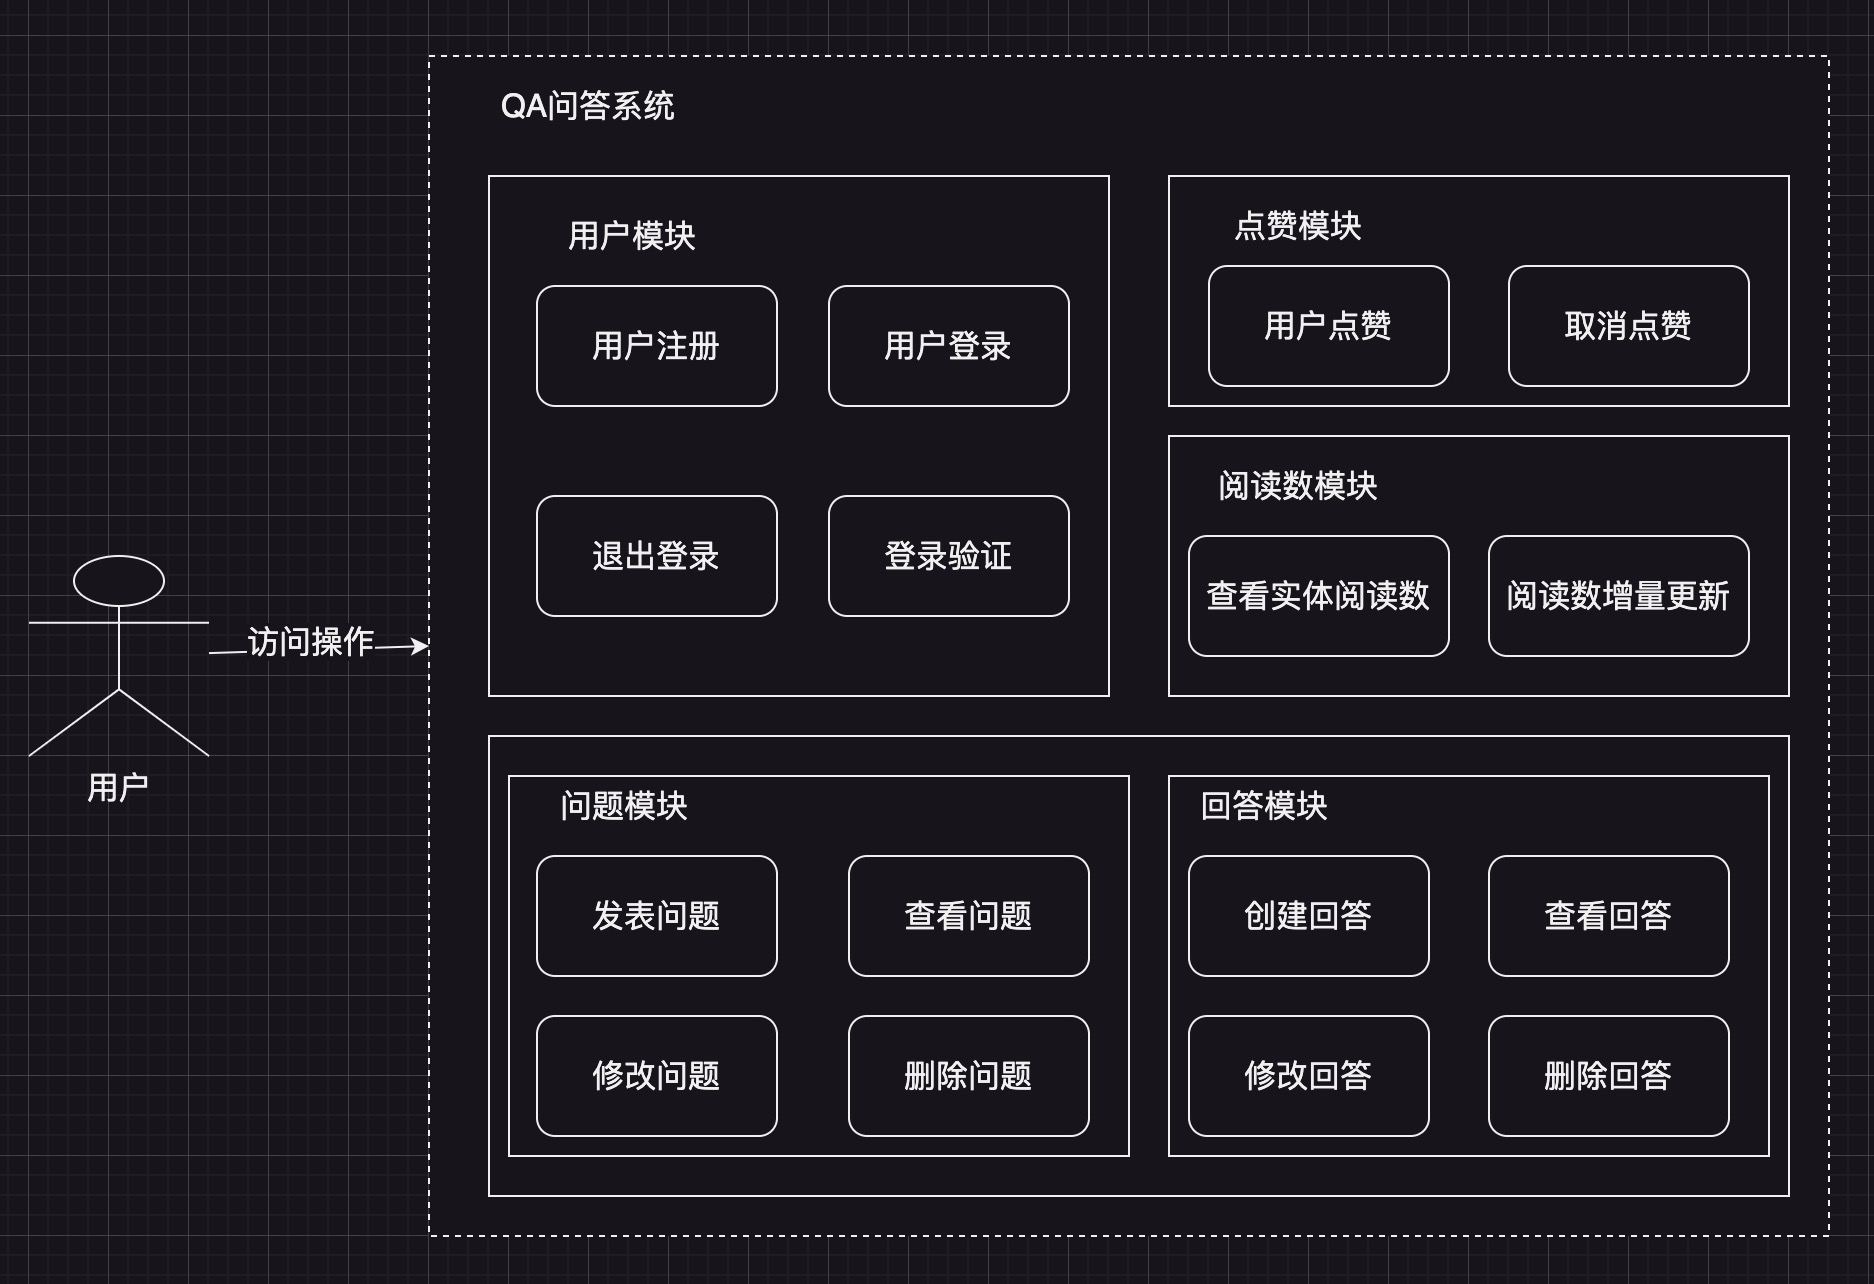 QA问答系统
用户模块
用户注册
用户登录
退出登录
登录验证
点赞模块
用户点赞
取消点赞
阅读数模块
查看实体阅读数
阅读数增量更新
访问操作
用户
问题模块
发表问题
查看问题
修改问题
删除问题
回答模块
创建回答
查看回答
修改回答
删除回答